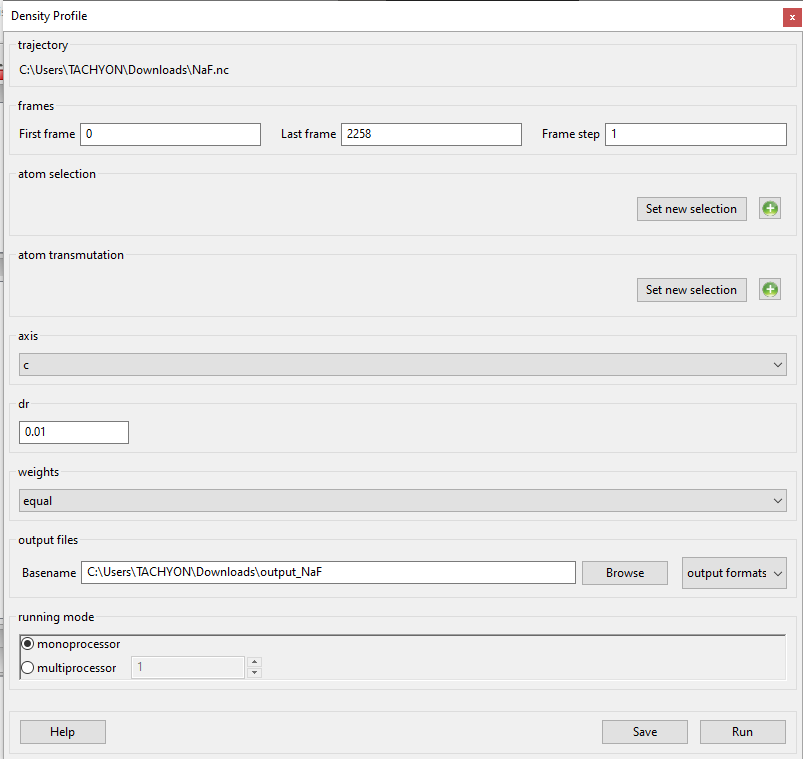 Density Profile
x
trajectory
C:\Users\TACHYON\Downloads\NaF.nc
frames
First frame 0 Last frame 2258 Frame step 1
atom selection
Set new selection
atom transmutation
Set new selection
axis
c
dr
0.01
weights
equal
output files
Basename C:\Users\TACHYON\Downloads\output_NaF Browse output formats
running mode
monoprocessor
multiprocessor 1
Help Save Run